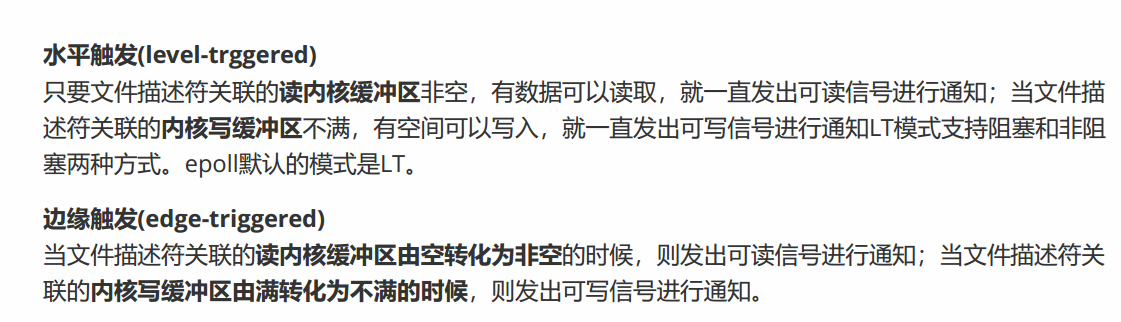 水平触发(level-trggered)
只要文件描述符关联的读内核缓冲区非空，有数据可以读取，就一直发出可读信号进行通知；当文件描
述符关联的内核写缓冲区不满，有空间可以写入，就一直发出可写信号进行通知LT模式支持阻塞和非阻
塞两种方式。epoll默认的模式是LT。
边缘触发(edge-triggered)
当文件描述符关联的读内核缓冲区由空转化为非空的时候，则发出可读信号进行通知；当文件描述符关
联的内核写缓冲区由满转化为不满的时候，则发出可写信号进行通知。